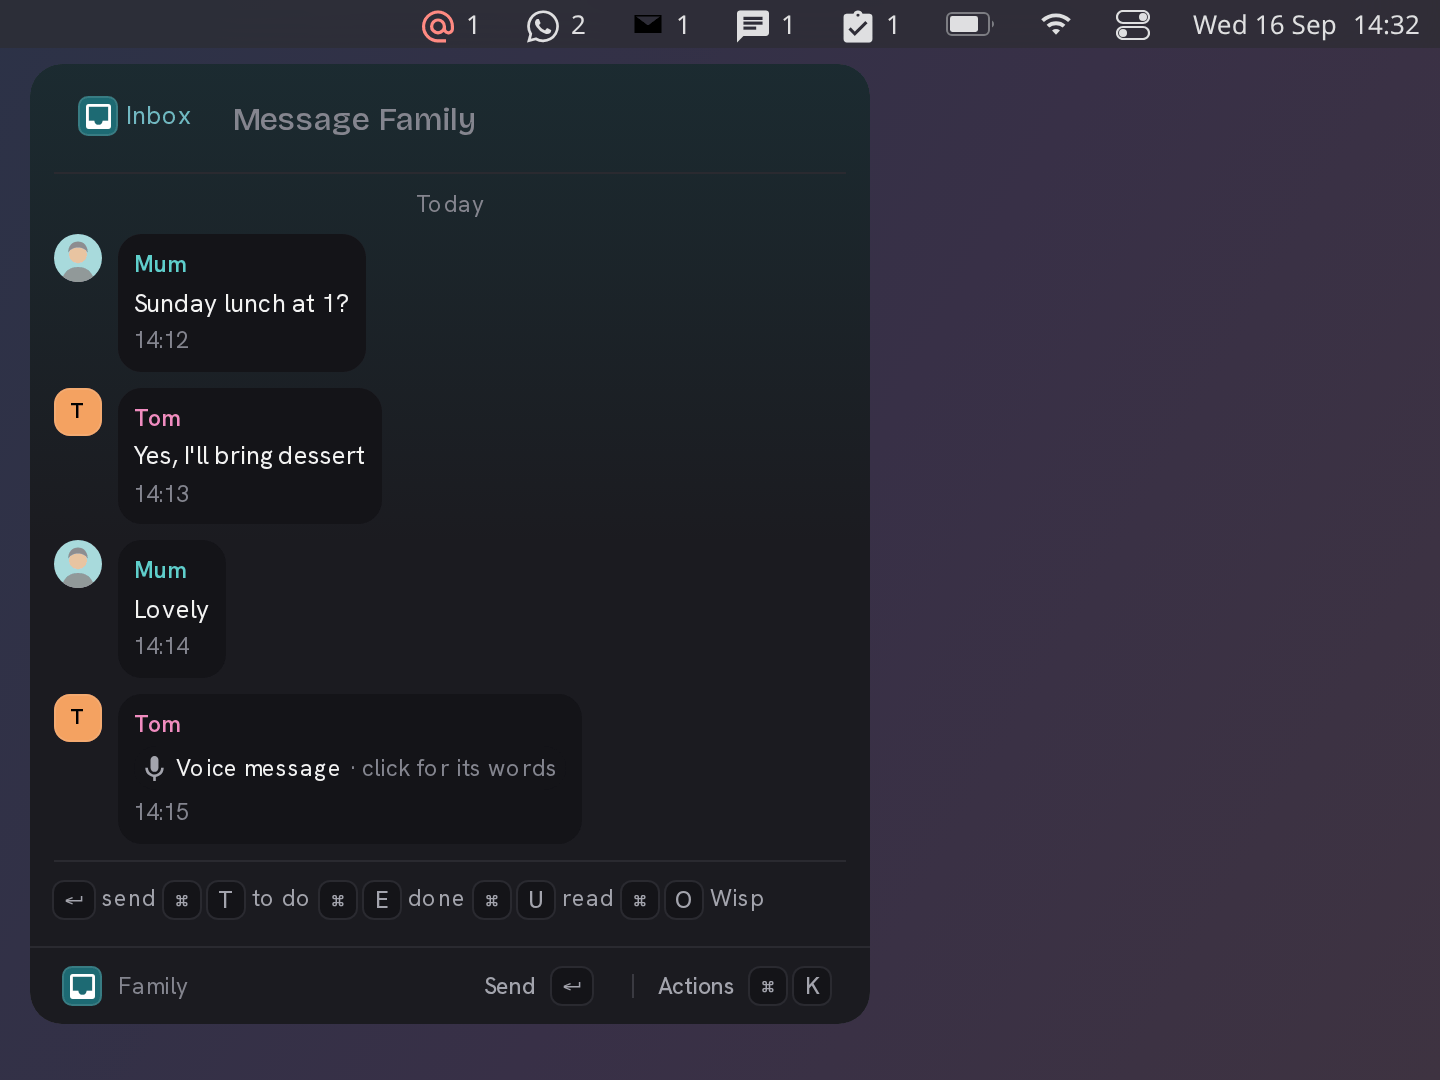 1 2 1 1 1 Wed 16 Sep 14:32
Inbox Message Family
Today
Mum
Sunday lunch at 1?
14:12
T
Tom
Yes, I'll bring dessert
14:13
Mum
Lovely
14:14
T
Tom
Voice message · click for its words
14:15
↵ send ⌘ T to do ⌘ E done ⌘ U read ⌘ O Wisp
Family Send ↵ Actions ⌘ K